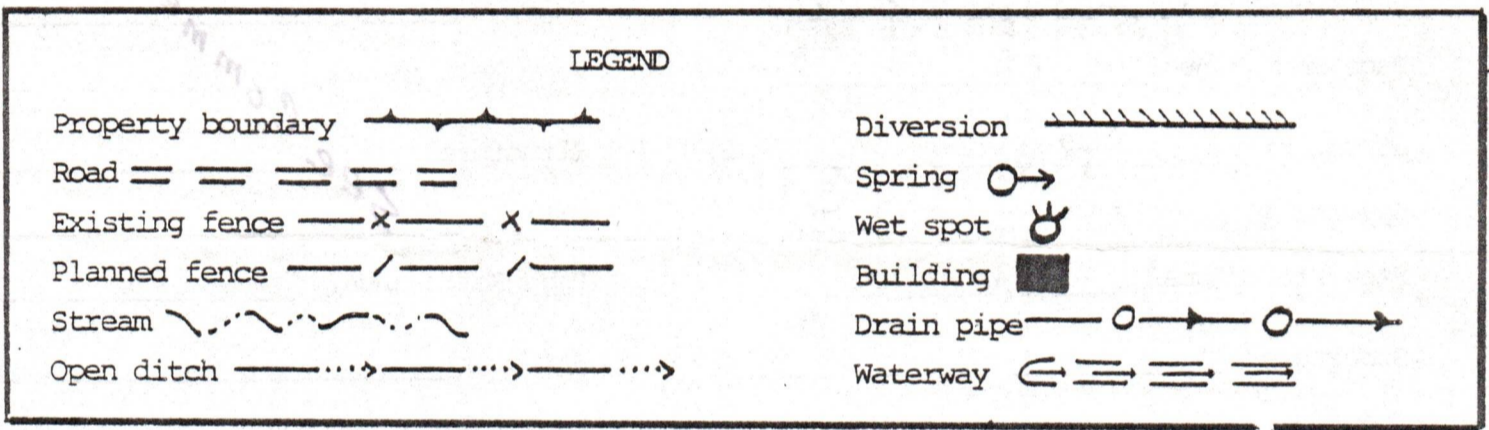 LEGEND
Property boundary
Road
Existing fence
Planned fence
Stream
Open ditch
Diversion
Spring
Wet spot
Building
Drain pipe
Waterway